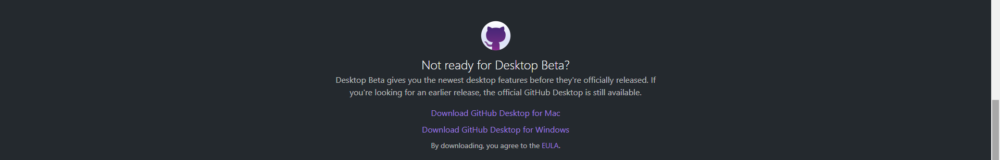 Not ready for Desktop Beta?
Desktop Beta gives you the newest desktop features before they're officially released. If
you're looking for an earlier release, the official GitHub Desktop is still available.
Download GitHub Desktop for Mac
Download GitHub Desktop for Windows
By downloading, you agree to the EULA.